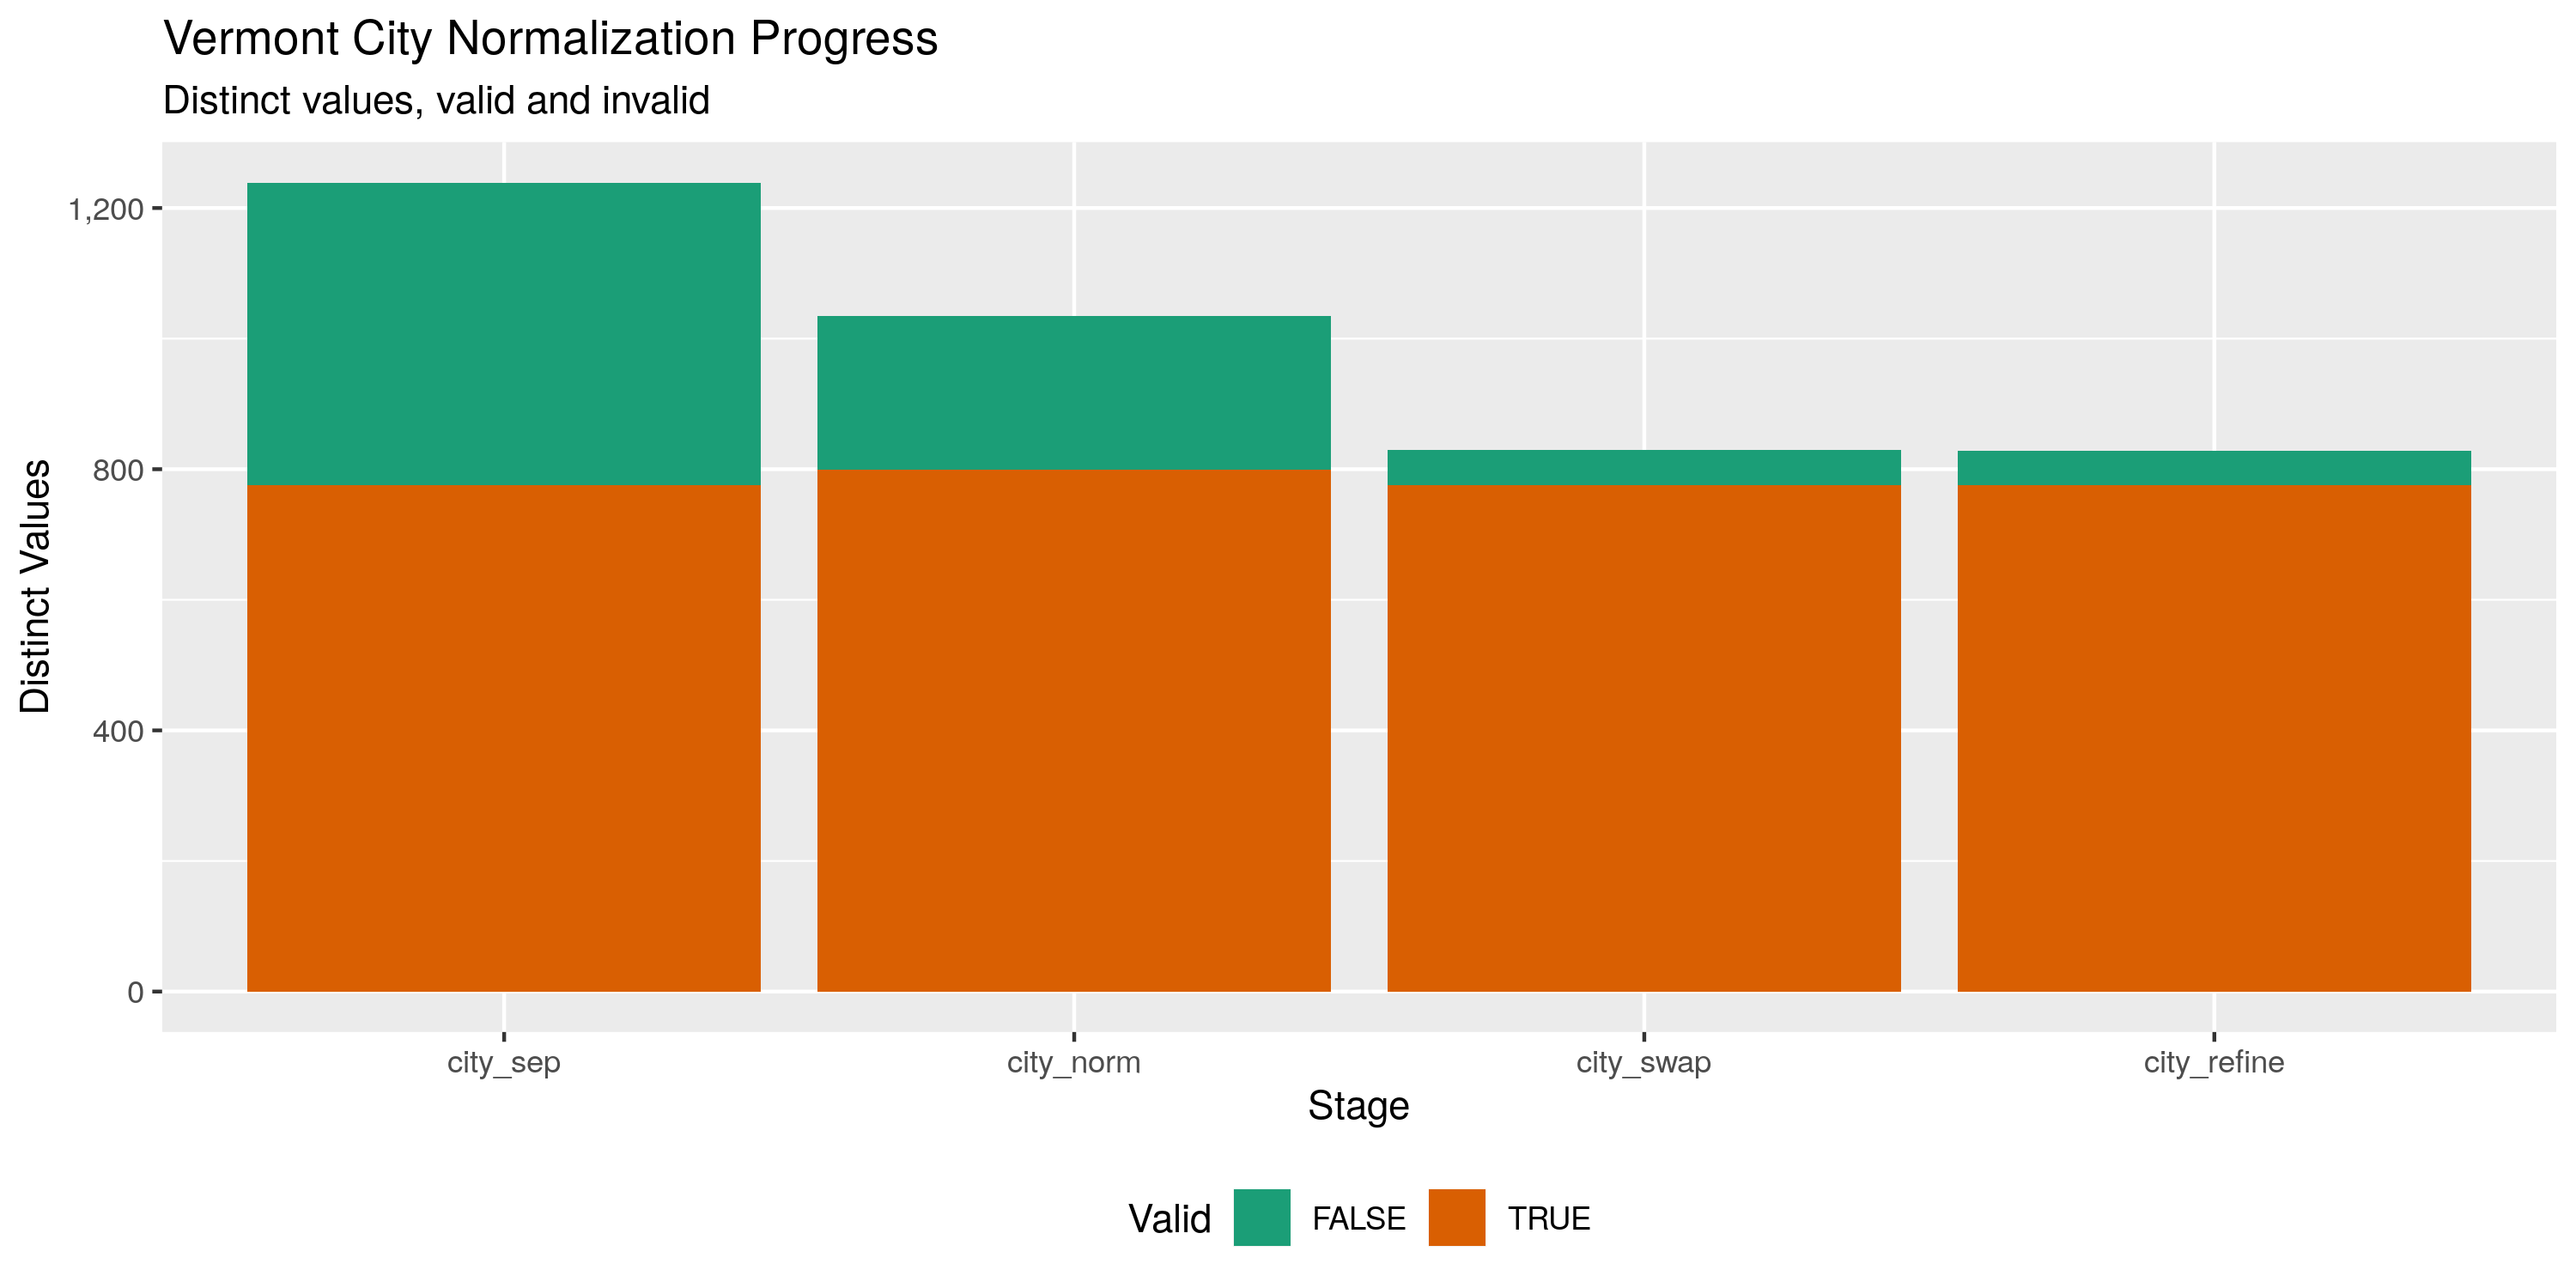 Vermont City Normalization Progress
Distinct values, valid and invalid
Distinct Values
1,200
800
400
0
city_sep city_norm city_swap city_refine
Stage
Valid FALSE TRUE